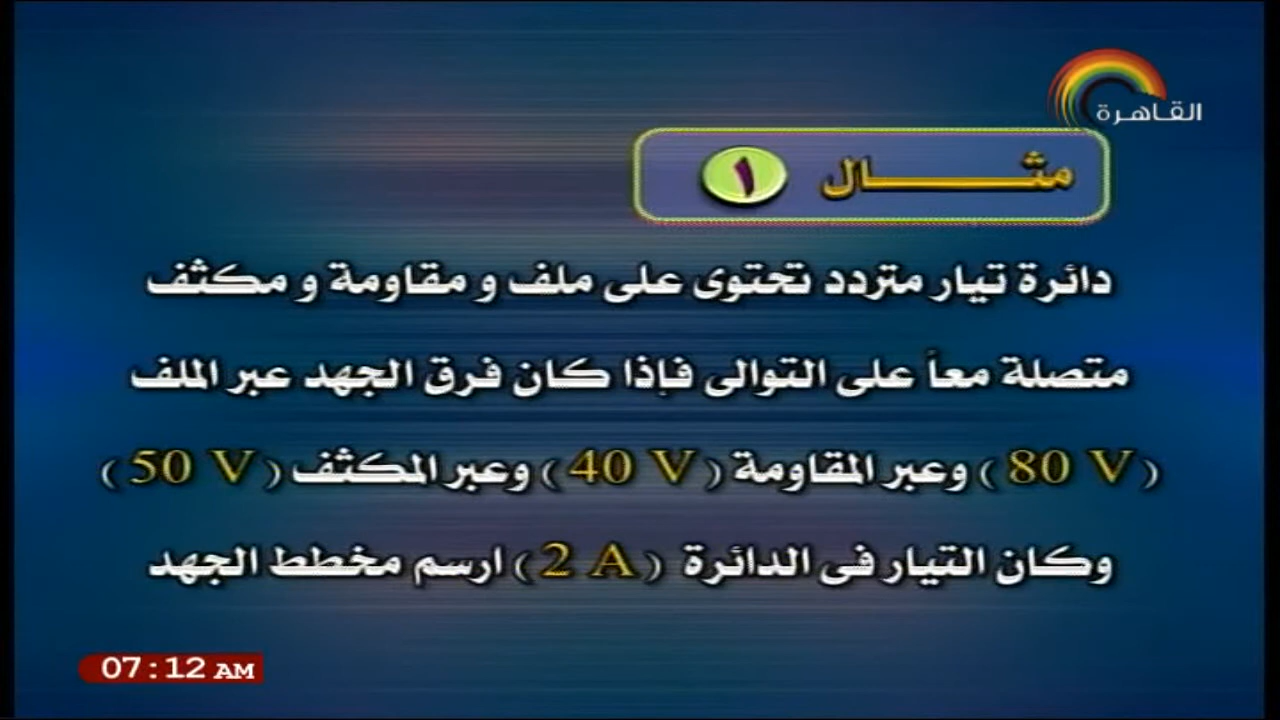 القاهرة
مثال ١
دائرة تيار متردد تحتوى على ملف و مقاومة و مكثف
متصلة معاً على التوالى فإذا كان فرق الجهد عبر الملف
( 80 V ) وعبر المقاومة ( 40 V ) وعبر المكثف ( 50 V )
وكان التيار فى الدائرة ( 2 A ) ارسم مخطط الجهد
07:12 AM